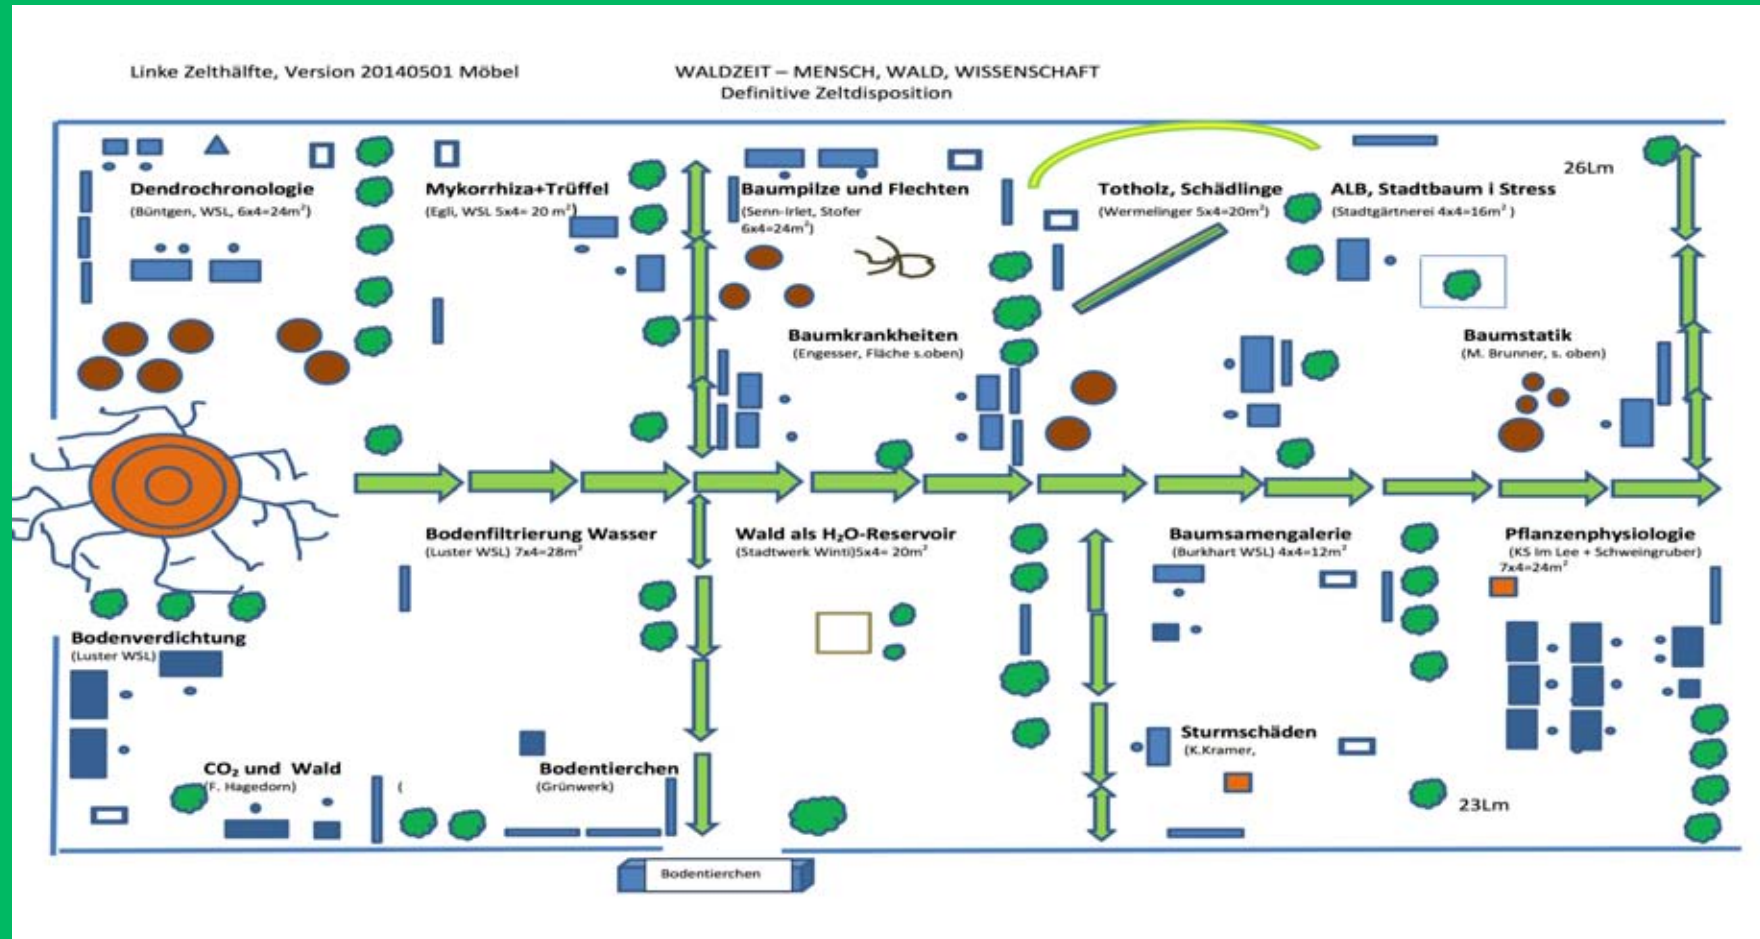 Linke Zelthälfte, Version 20140501 Möbel
WALDZEIT – MENSCH, WALD, WISSENSCHAFT
Definitive Zeltdisposition
26Lm
Dendrochronologie
(Büntgen, WSL, 6x4=24m²)
Mykorrhiza+Trüffel
(Egli, WSL 5x4= 20 m²)
Baumpilze und Flechten
(Senn-Irlet, Stofer
6x4=24m²)
Totholz, Schädlinge
(Wermelinger 5x4=20m²)
ALB, Stadtbaum i Stress
(Stadtgärtnerei 4x4=16m² )
Baumkrankheiten
(Engesser, Fläche s.oben)
Baumstatik
(M. Brunner, s. oben)
Bodenfiltrierung Wasser
(Luster WSL) 7x4=28m²
Wald als H₂O-Reservoir
(Stadtwerk Winti)5x4= 20m²
Baumsamengalerie
(Burkhart WSL) 4x4=12m²
Pflanzenphysiologie
(KS Im Lee + Schweingruber)
7x4=24m²
Bodenverdichtung
(Luster WSL)
Sturmschäden
(K.Kramer,
CO₂ und Wald
(F. Hagedorn)
(
Bodentierchen
(Grünwerk)
23Lm
Bodentierchen